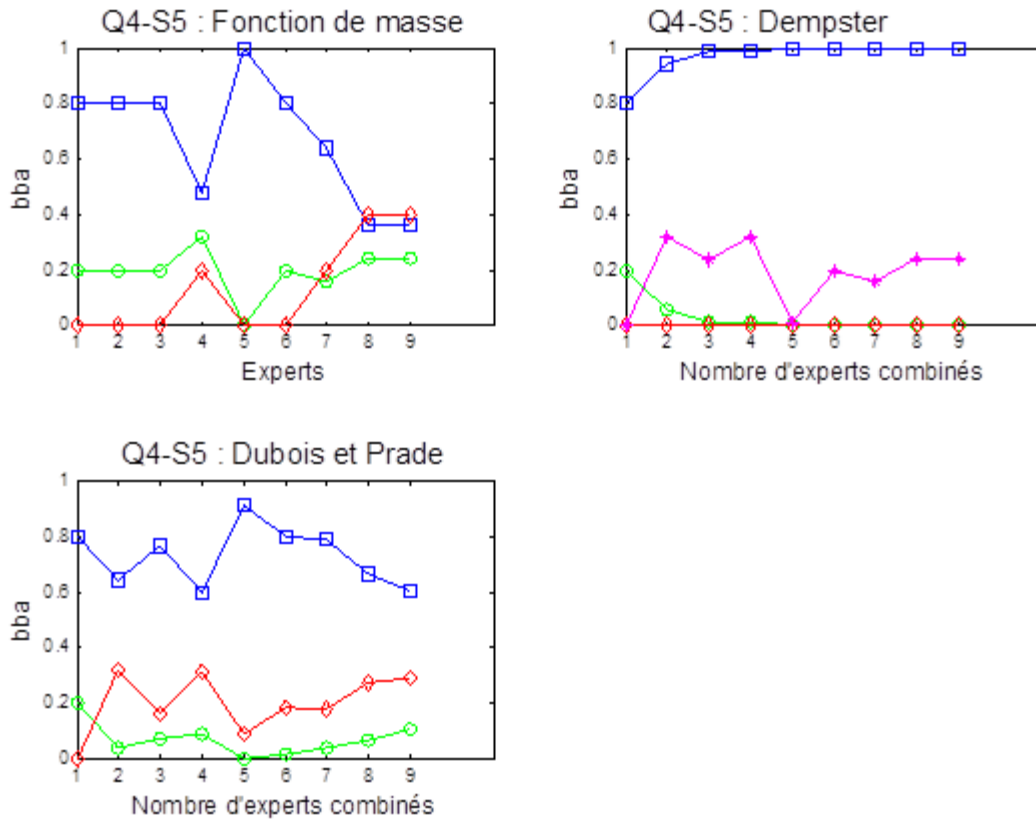 Q4-S5 : Fonction de masse
1
0.8
0.6
0.4
0.2
0
bba
1 2 3 4 5 6 7 8 9
Experts
Q4-S5 : Dempster
1
0.8
0.6
0.4
0.2
0
bba
1 2 3 4 5 6 7 8 9
Nombre d'experts combinés
Q4-S5 : Dubois et Prade
1
0.8
0.6
0.4
0.2
0
bba
1 2 3 4 5 6 7 8 9
Nombre d'experts combinés